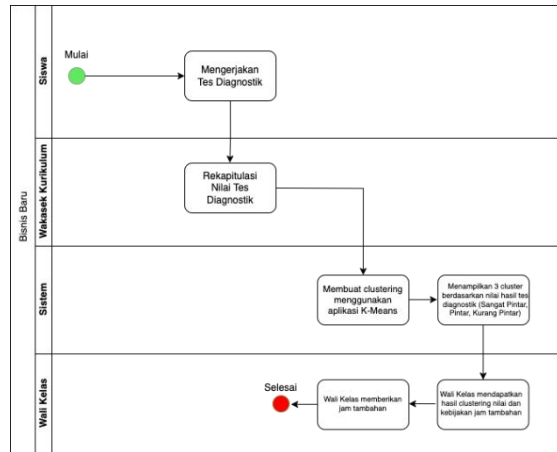 Bisnis Baru
Siswa
Mulai
Mengerjakan
Tes Diagnostik
Wakasek Kurikulum
Rekapitulasi
Nilai Tes
Diagnostik
Sistem
Membuat clustering
menggunakan
aplikasi K-Means
Menampilkan 3 cluster
berdasarkan nilai hasil tes
diagnostik (Sangat Pintar,
Pintar, Kurang Pintar)
Wali Kelas
Selesai
Wali Kelas memberikan
jam tambahan
Wali Kelas mendapatkan
hasil clustering nilai dan
kebijakan jam tambahan